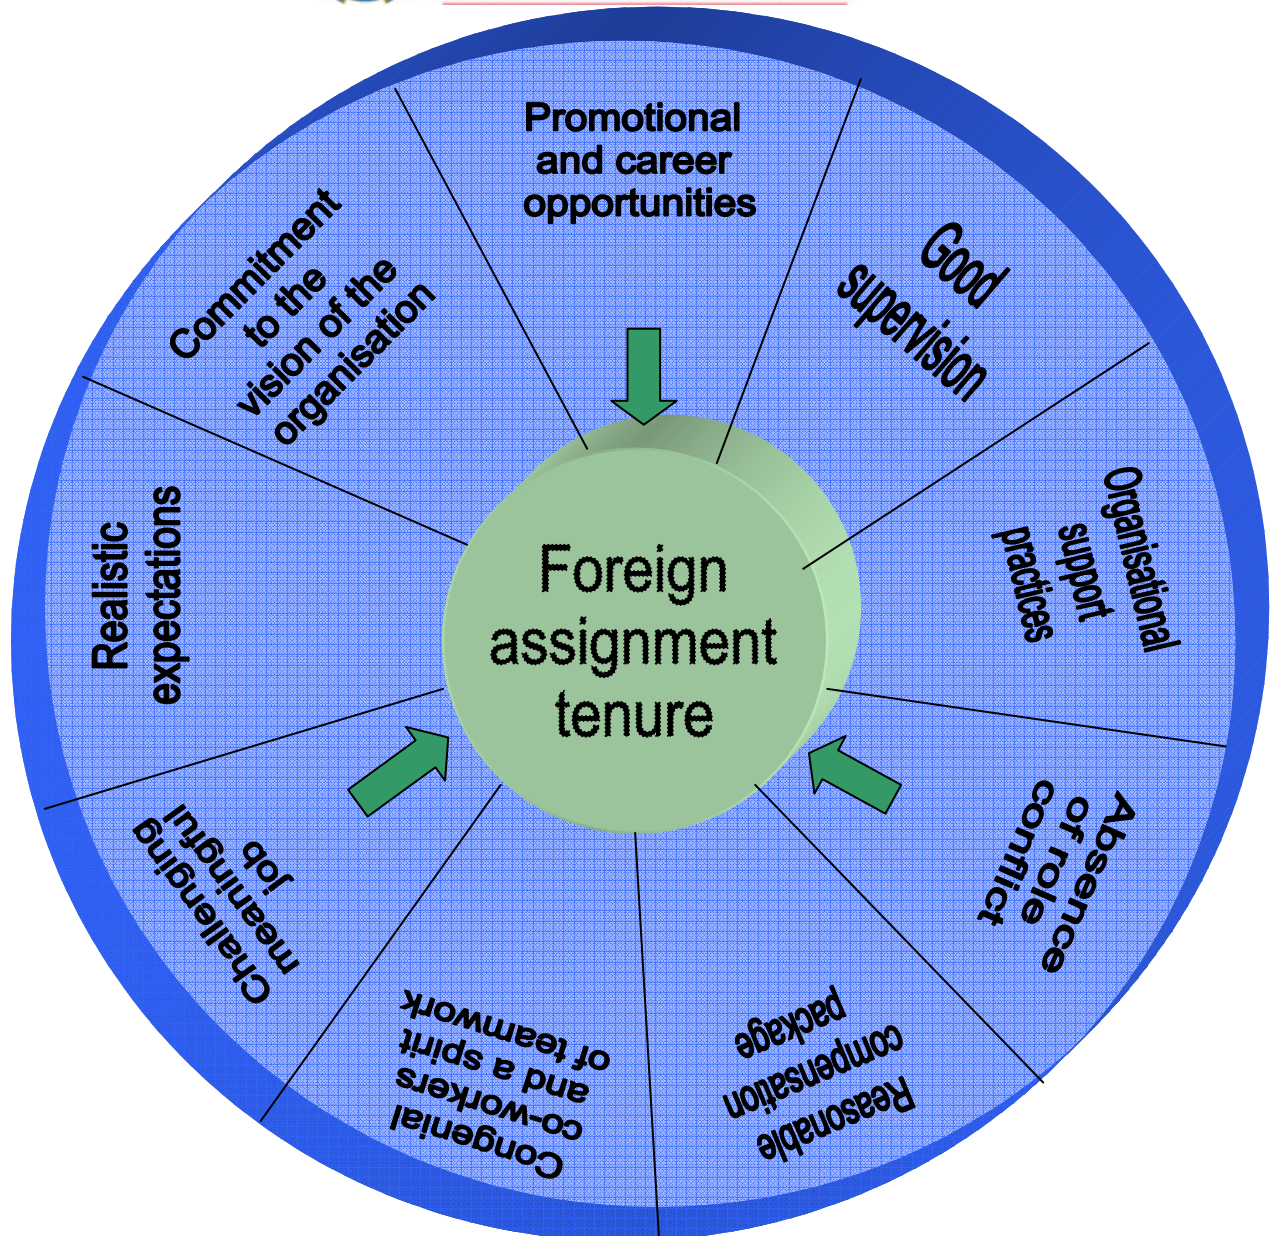 Promotional
and career
opportunities
Good
supervision
Organisational
support
practices
Absence
of role
conflict
Reasonable
compensation
package
Congenial
co-workers
and a spirit
of teamwork
Challenging
meaningful
job
Realistic
expectations
Commitment
to the
vision of the
organisation
Foreign
assignment
tenure